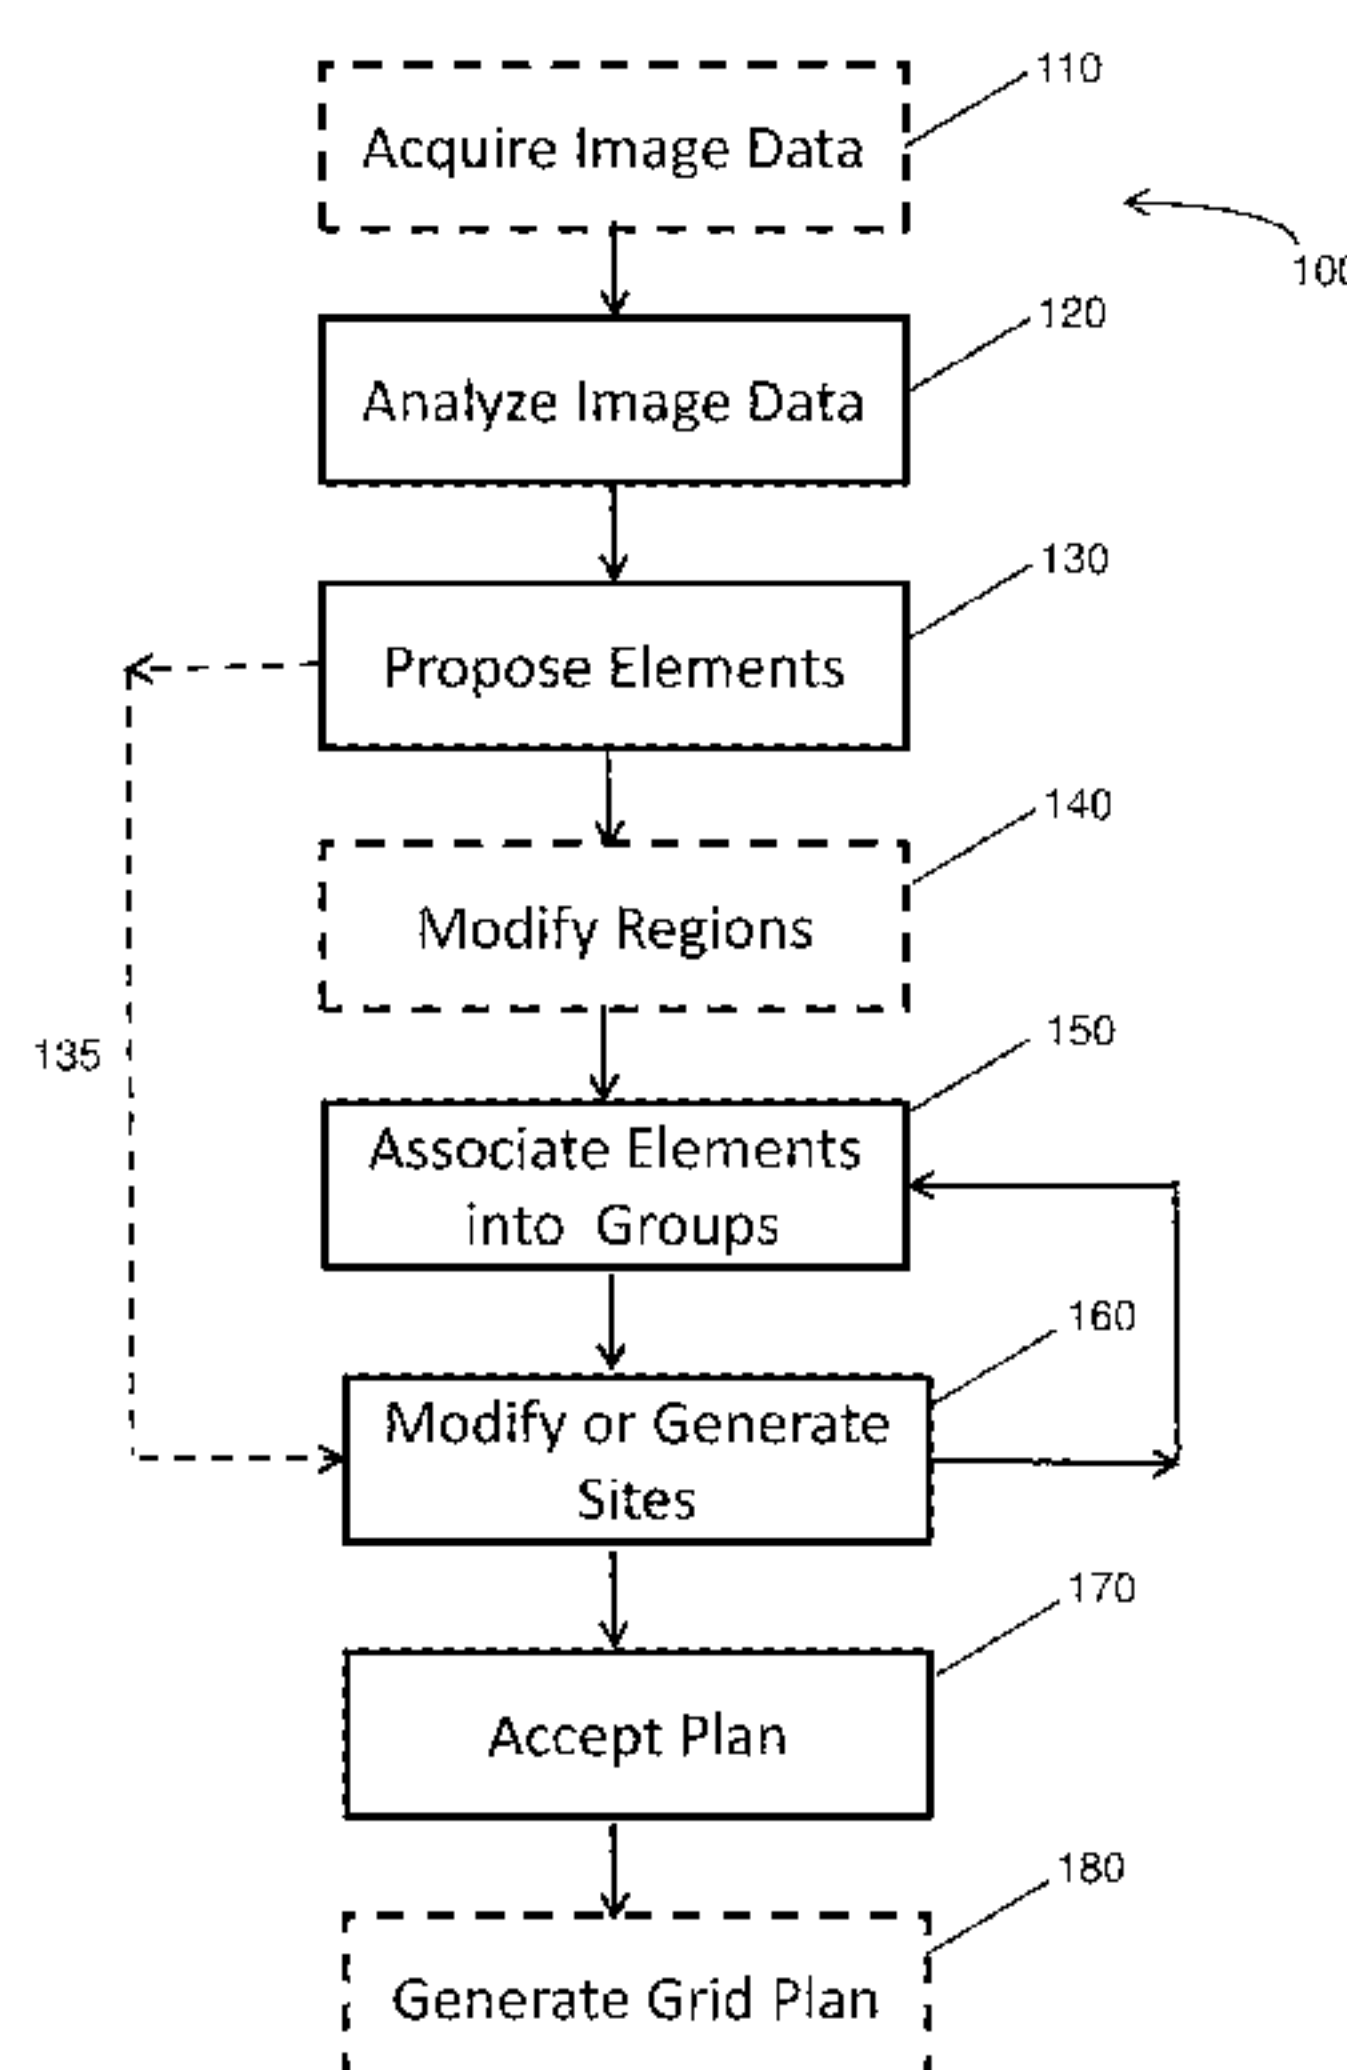 110
Acquire Image Data
100
120
Analyze Image Data
130
Propose Elements
140
Modify Regions
135
150
Associate Elements
into Groups
160
Modify or Generate
Sites
170
Accept Plan
180
Generate Grid Plan